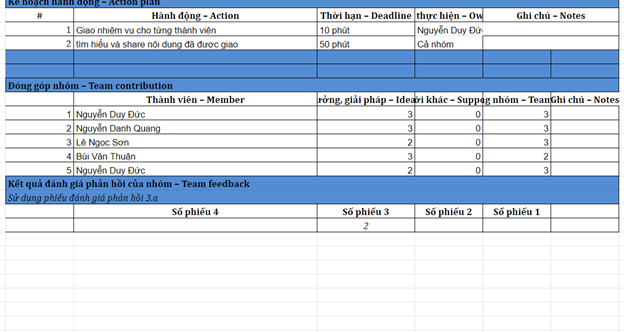 Kế hoạch hành động – Action plan
# Hành động – Action Thời hạn – Deadline thực hiện – Ow Ghi chú – Notes
1 Giao nhiệm vụ cho từng thành viên 10 phút Nguyễn Duy Đức
2 tìm hiểu và share nội dung đã được giao 50 phút Cả nhóm
Đóng góp nhóm – Team contribution
Thành viên – Member rởng, giải pháp – Idea ời khác – Suppo g nhóm – Team Ghi chú – Notes
1 Nguyễn Duy Đức 3 0 3
2 Nguyễn Danh Quang 3 0 3
3 Lê Ngọc Sơn 2 0 3
4 Bùi Văn Thuận 3 0 2
5 Nguyễn Duy Đức 2 0 3
Kết quả đánh giá phản hồi của nhóm – Team feedback
Sử dụng phiếu đánh giá phản hồi 3.a
Số phiếu 4 Số phiếu 3 Số phiếu 2 Số phiếu 1
2